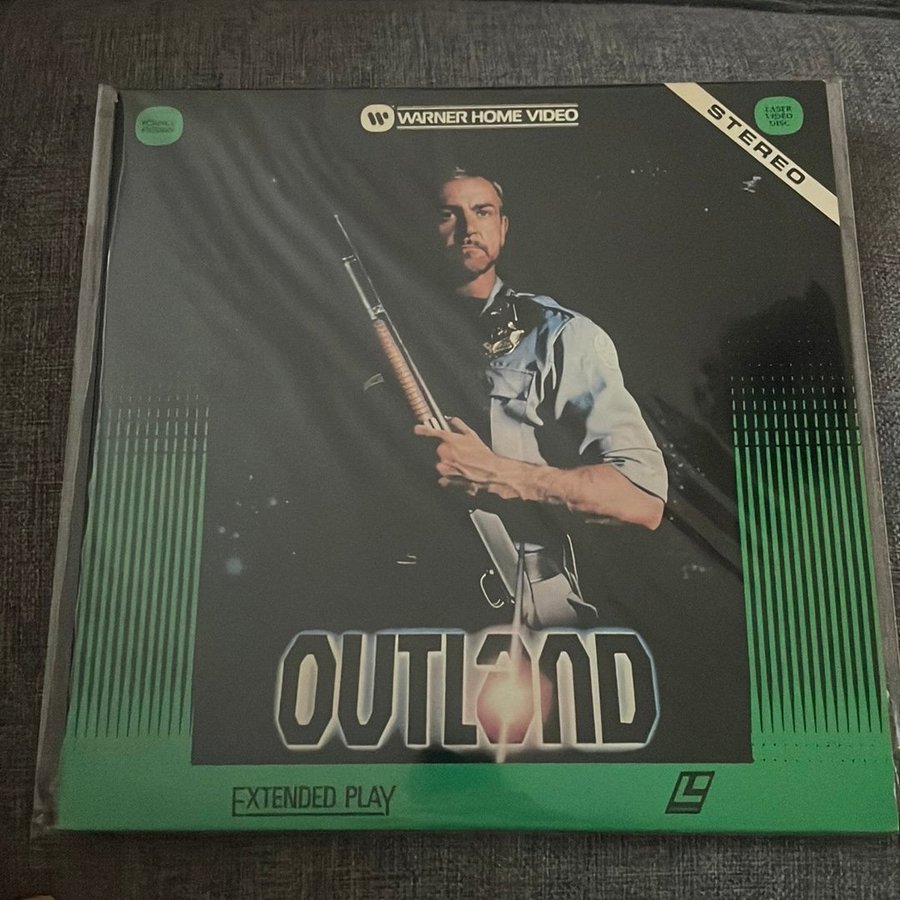 WARNER HOME VIDEO
STEREO
LASER
VIDEO
DISC
OUTLAND
EXTENDED PLAY